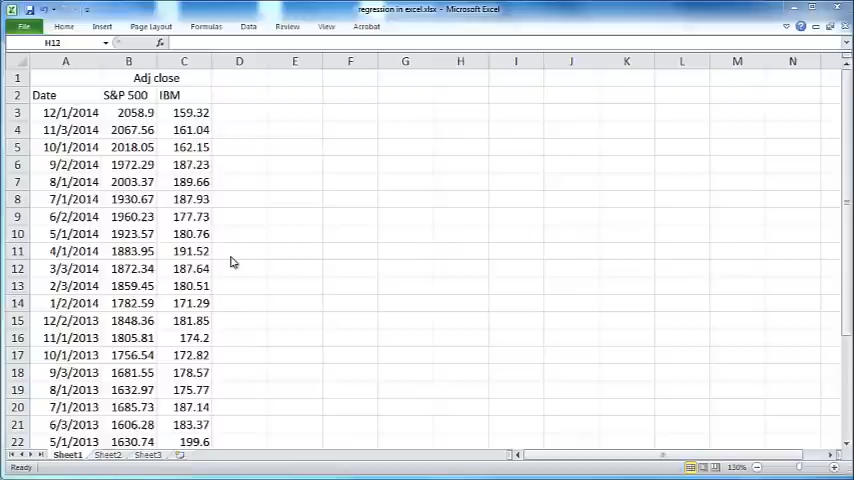 regression in excel.xlsx - Microsoft Excel
File Home Insert Page Layout Formulas Data Review View Acrobat
H12 fx
A B C D E F G H I J K L M N
1 Adj close
2 Date S&P 500 IBM
3 12/1/2014 2058.9 159.32
4 11/3/2014 2067.56 161.04
5 10/1/2014 2018.05 162.15
6 9/2/2014 1972.29 187.23
7 8/1/2014 2003.37 189.66
8 7/1/2014 1930.67 187.93
9 6/2/2014 1960.23 177.73
10 5/1/2014 1923.57 180.76
11 4/1/2014 1883.95 191.52
12 3/3/2014 1872.34 187.64
13 2/3/2014 1859.45 180.51
14 1/2/2014 1782.59 171.29
15 12/2/2013 1848.36 181.85
16 11/1/2013 1805.81 174.2
17 10/1/2013 1756.54 172.82
18 9/3/2013 1681.55 178.57
19 8/1/2013 1632.97 175.77
20 7/1/2013 1685.73 187.14
21 6/3/2013 1606.28 183.37
22 5/1/2013 1630.74 199.6
Sheet1 Sheet2 Sheet3
Ready 130%